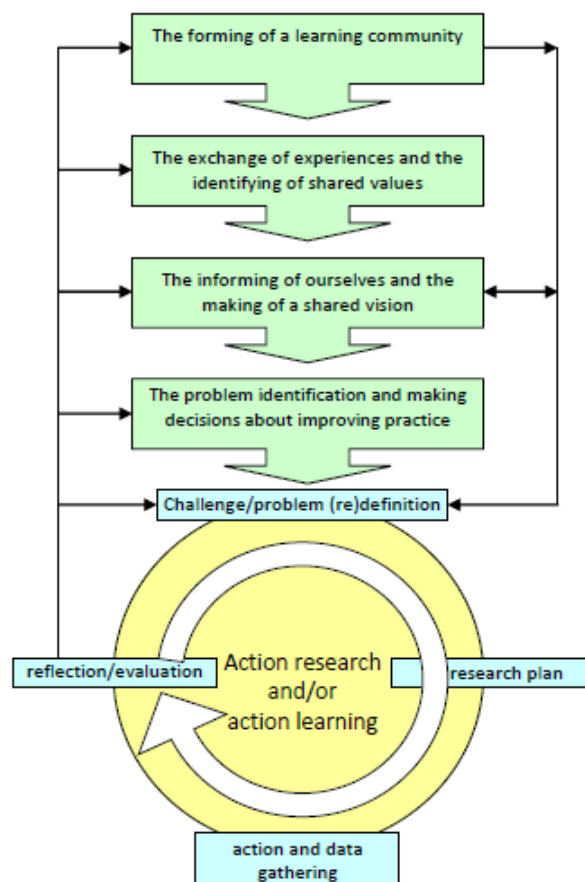 The forming of a learning community
The exchange of experiences and the
identifying of shared values
The informing of ourselves and the
making of a shared vision
The problem identification and making
decisions about improving practice
Challenge/problem (re)definition
reflection/evaluation
Action research
and/or
action learning
research plan
action and data
gathering